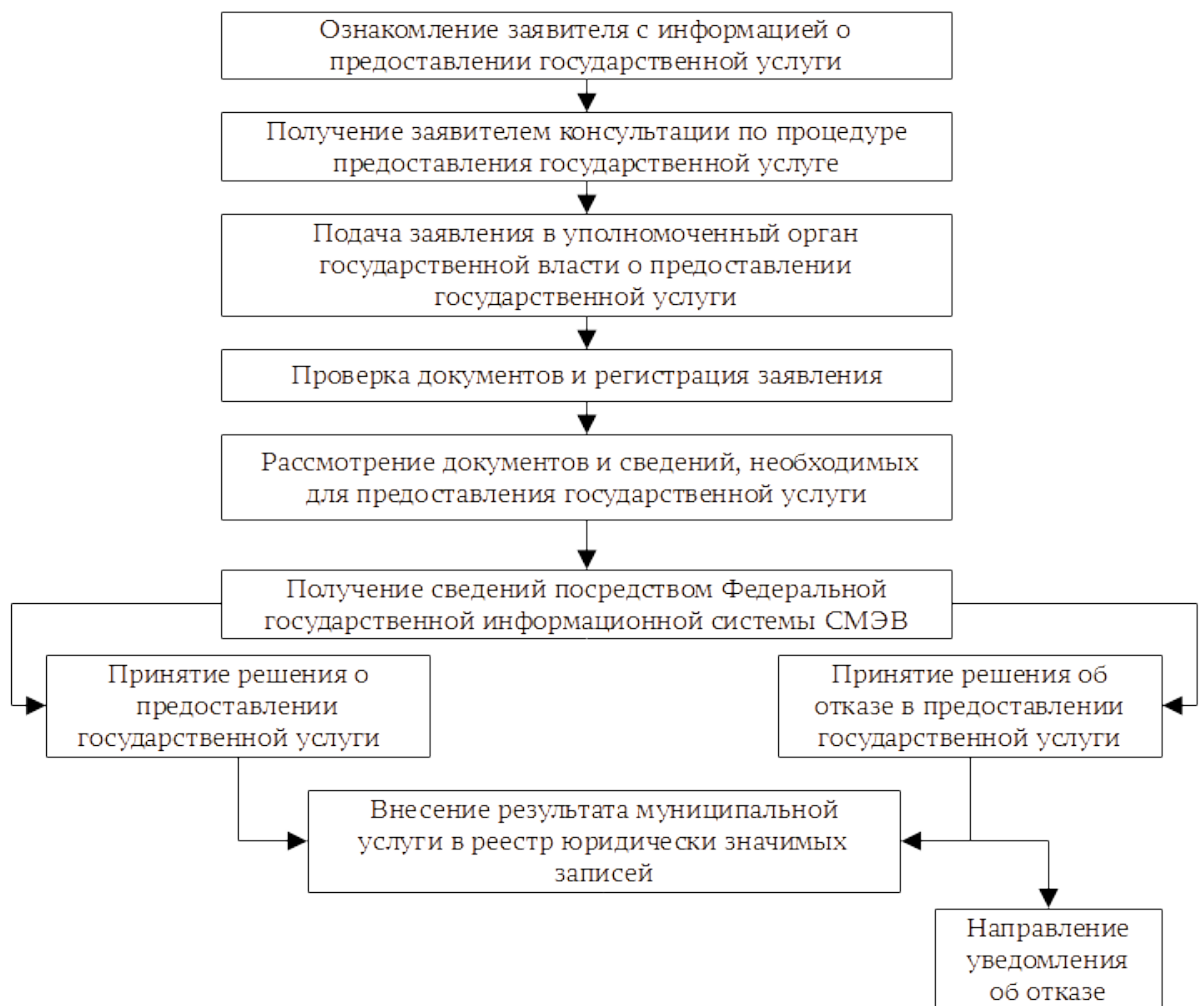 Ознакомление заявителя с информацией о
предоставлении государственной услуги
Получение заявителем консультации по процедуре
предоставления государственной услуге
Подача заявления в уполномоченный орган
государственной власти о предоставлении
государственной услуги
Проверка документов и регистрация заявления
Рассмотрение документов и сведений, необходимых
для предоставления государственной услуги
Получение сведений посредством Федеральной
государственной информационной системы СМЭВ
Принятие решения о
предоставлении
государственной услуги
Принятие решения об
отказе в предоставлении
государственной услуги
Внесение результата муниципальной
услуги в реестр юридически значимых
записей
Направление
уведомления
об отказе